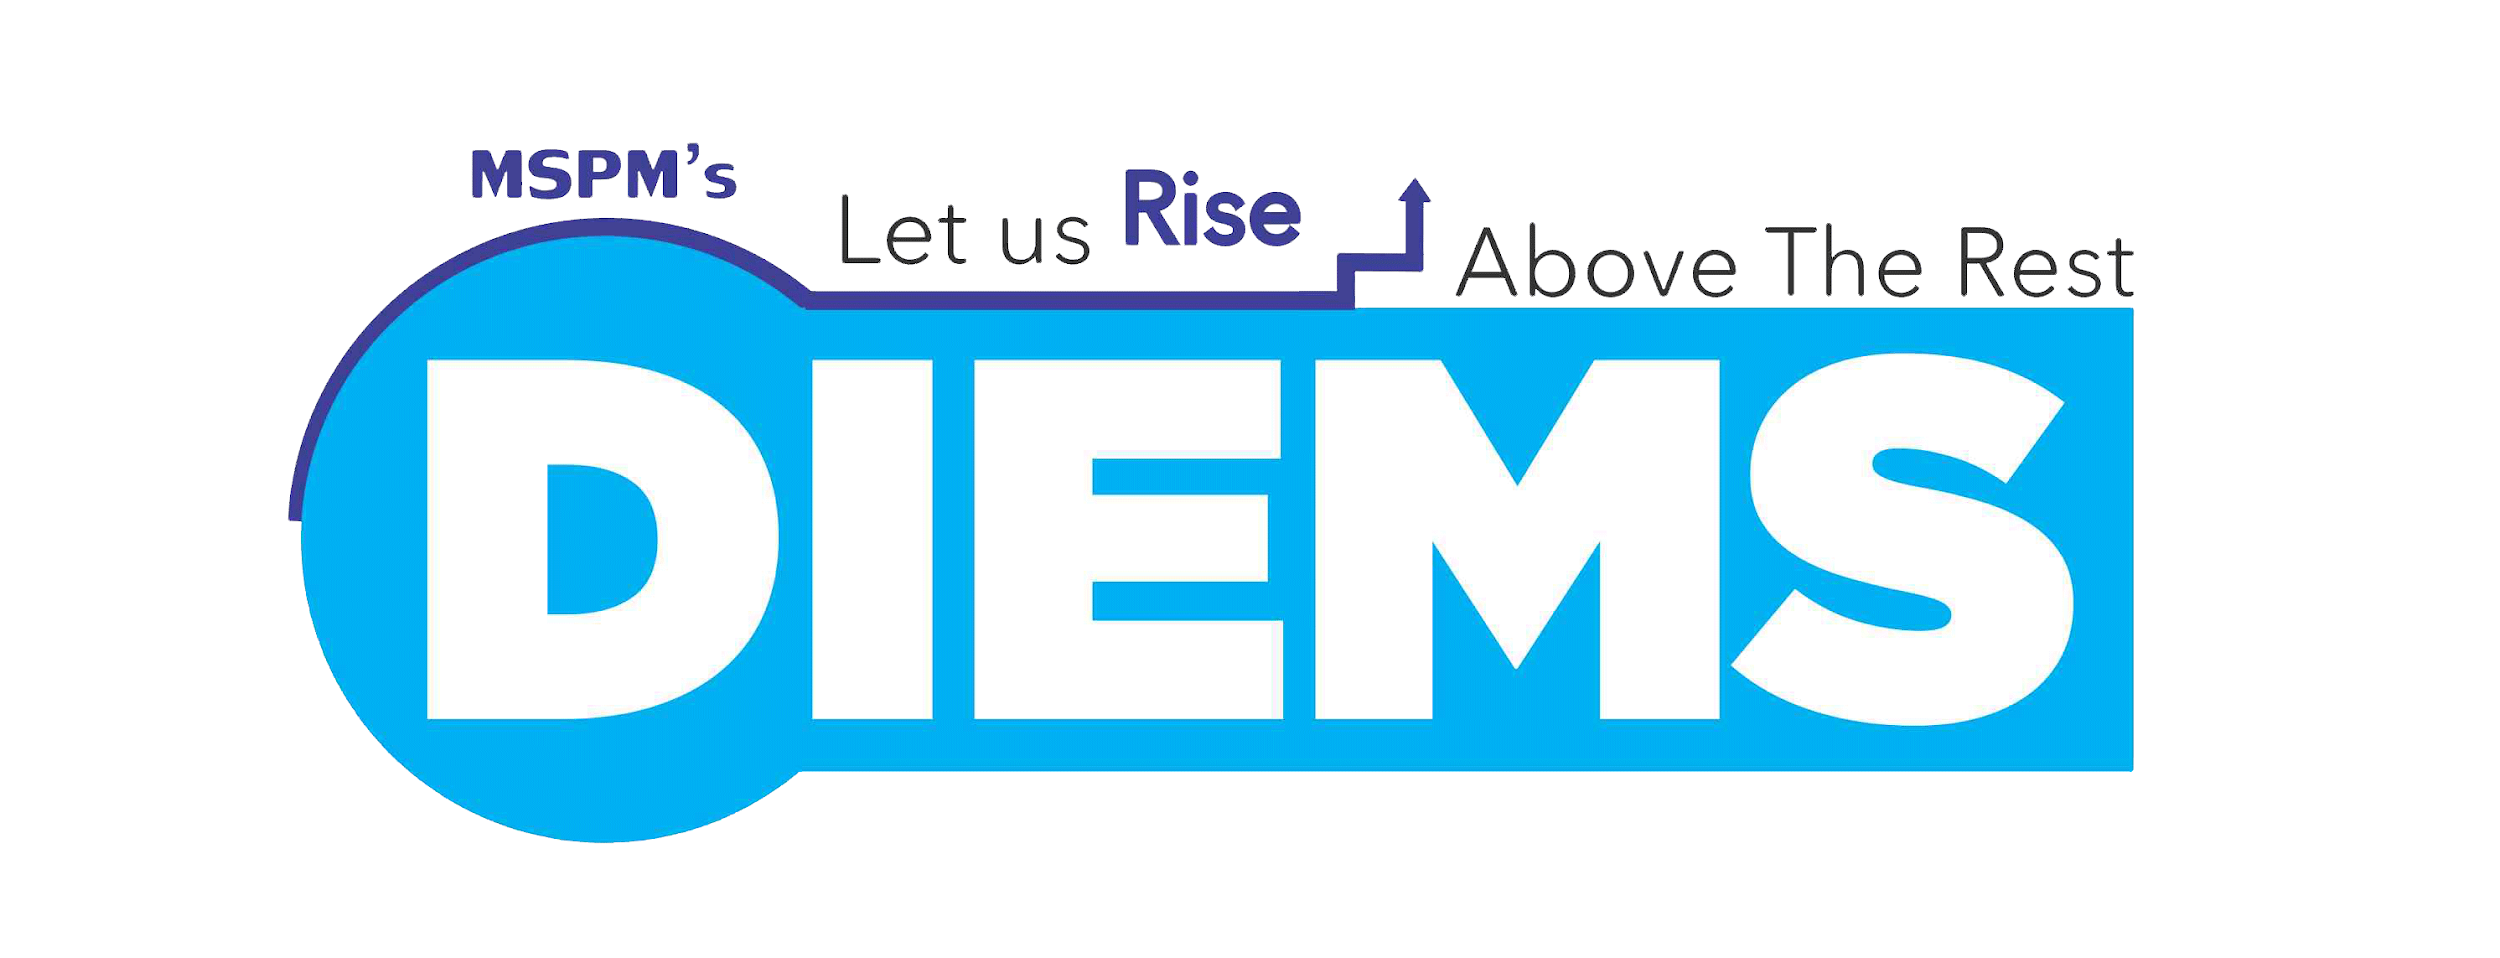 MSPM's
Let us Rise Above The Rest
DIEMS